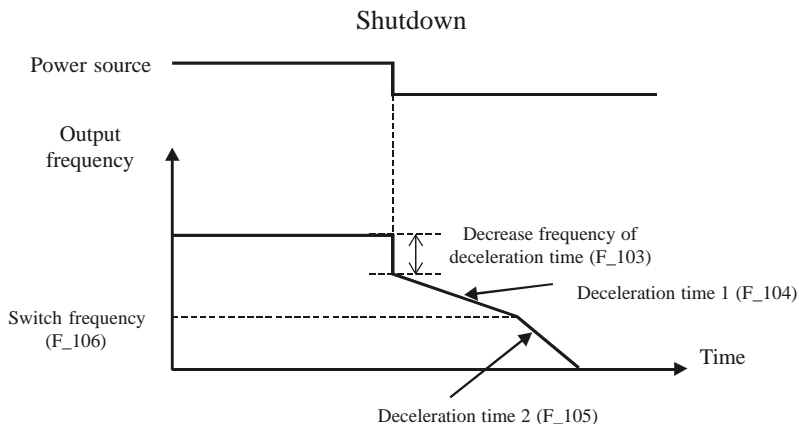 Shutdown
Power source
Output
frequency
Decrease frequency of
deceleration time (F_103)
Deceleration time 1 (F_104)
Switch frequency
(F_106)
Time
Deceleration time 2 (F_105)